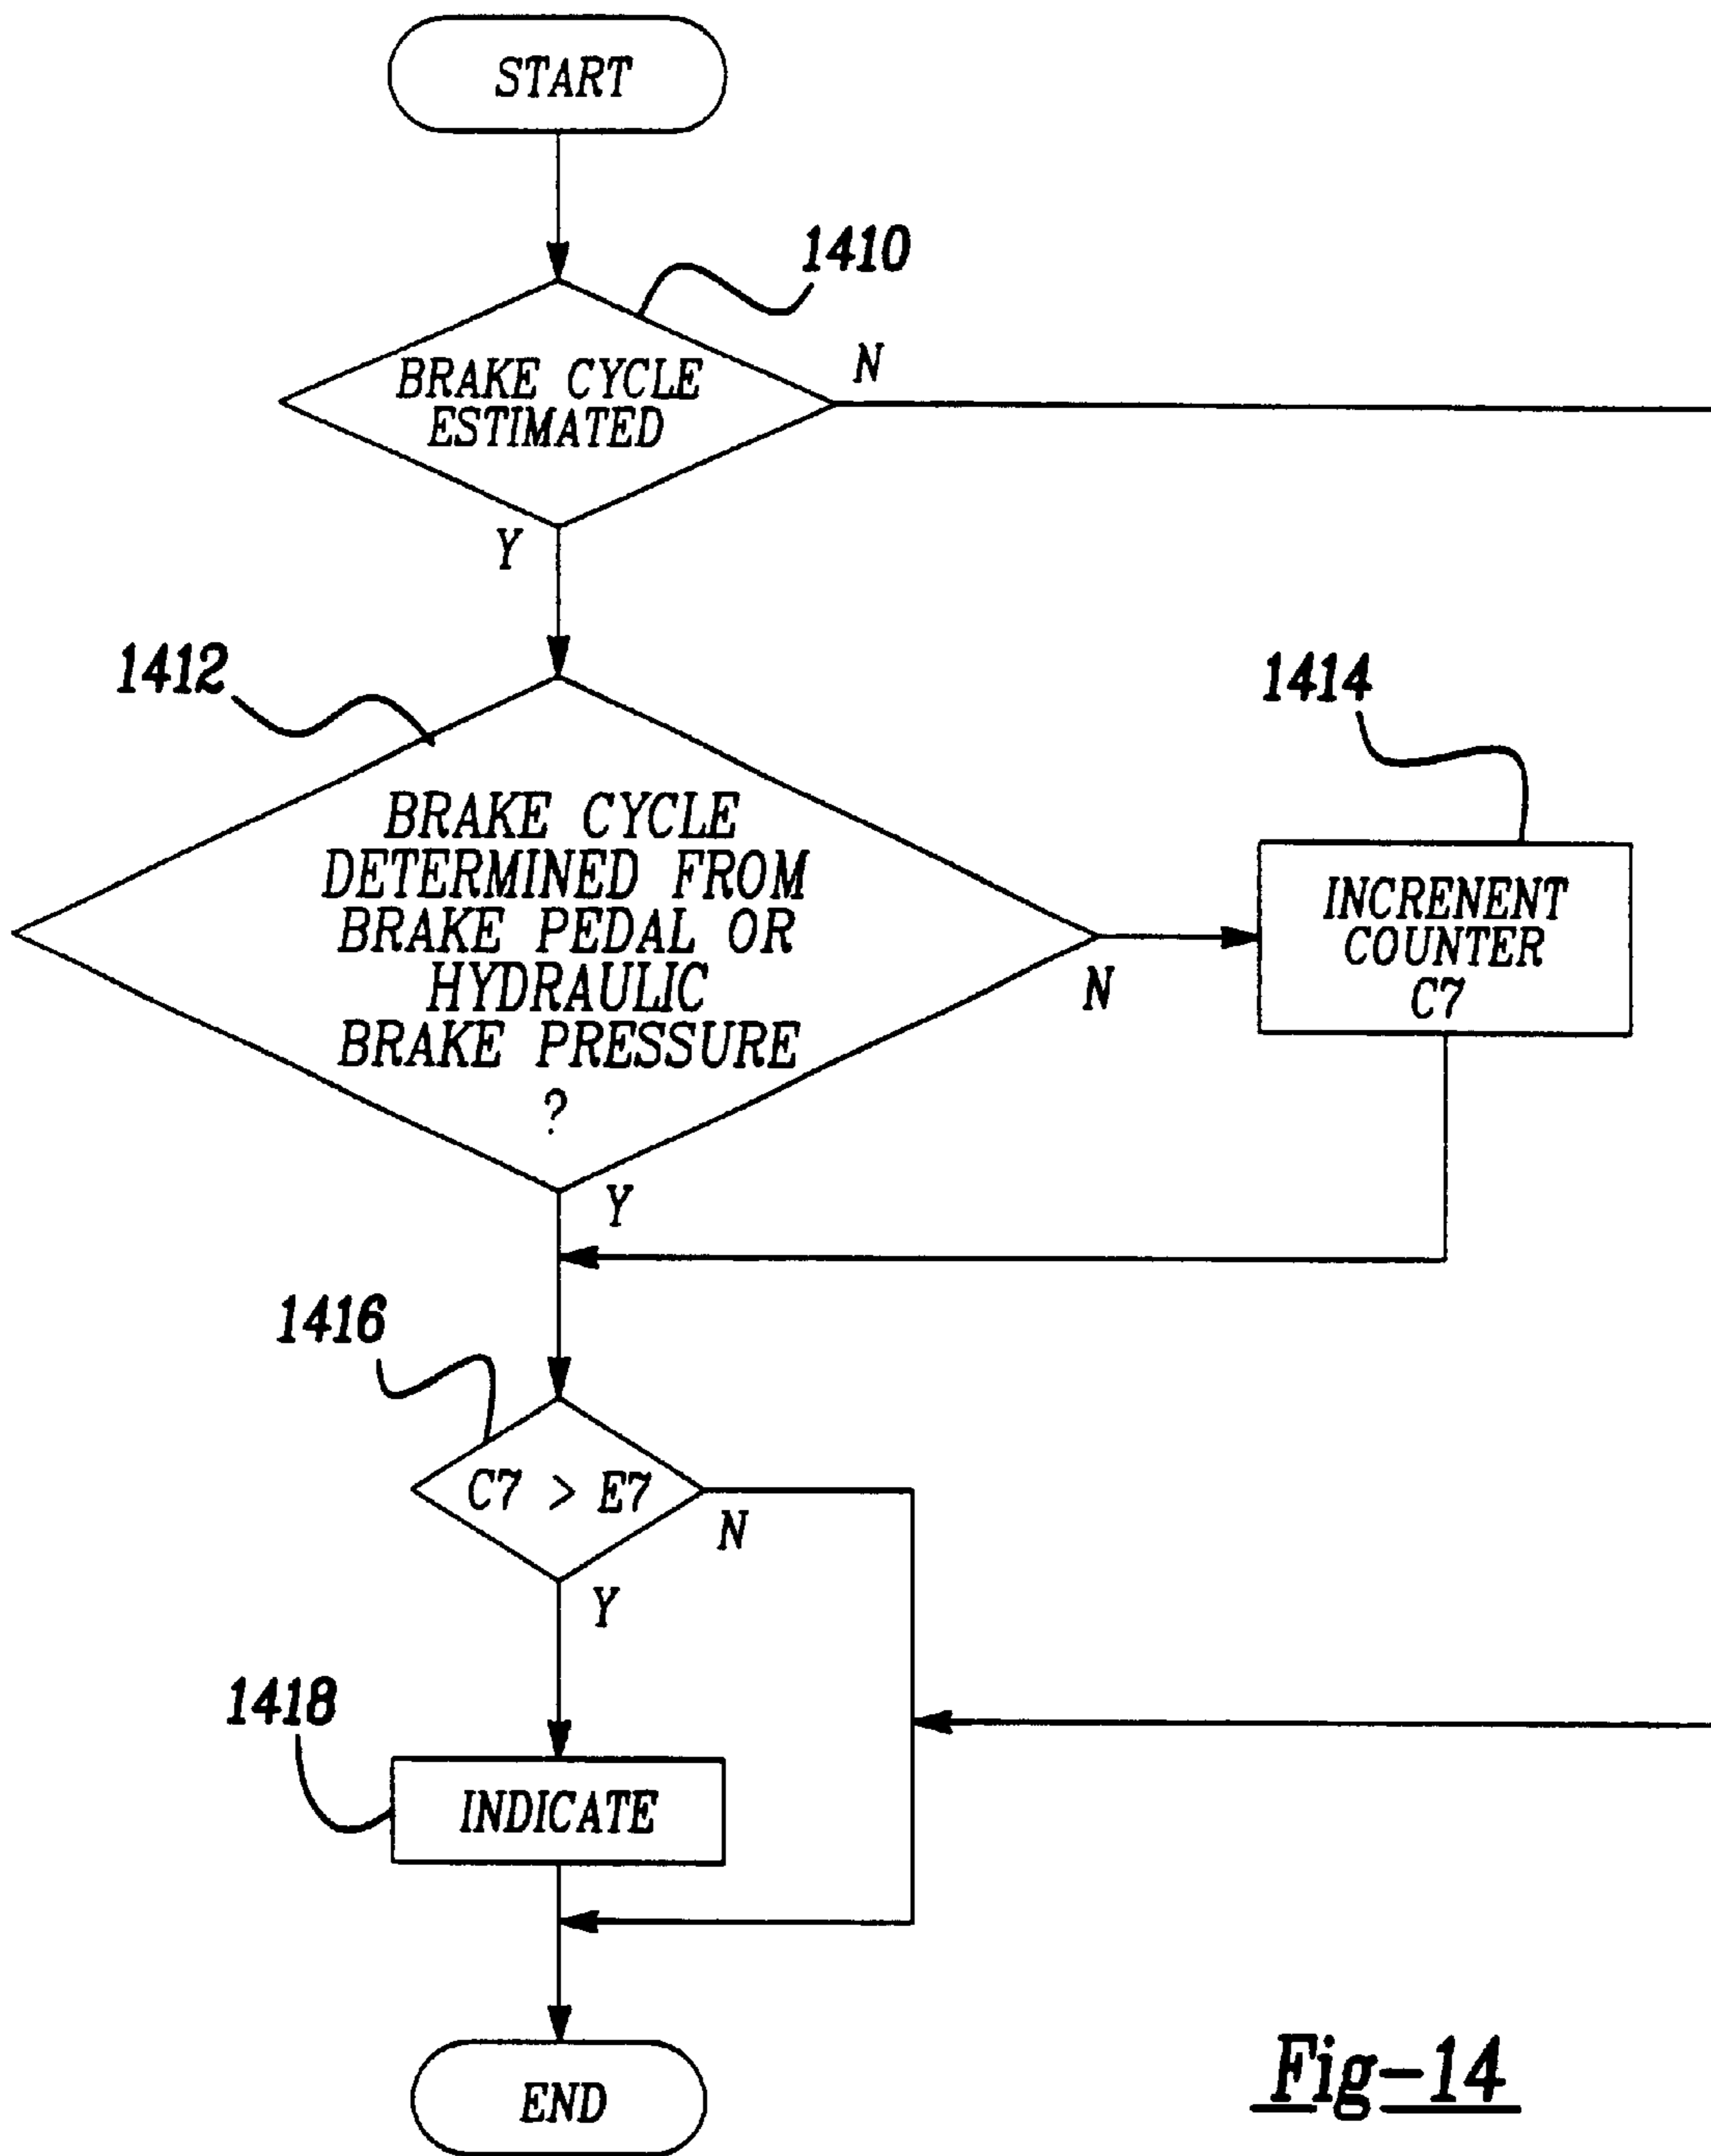 START
1410
BRAKE CYCLE
ESTIMATED
N
Y
1412
BRAKE CYCLE
DETERMINED FROM
BRAKE PEDAL OR
HYDRAULIC
BRAKE PRESSURE
?
N
1414
INCRENENT
COUNTER
C7
Y
1416
C7 > E7
N
Y
1418
INDICATE
END
Fig-14